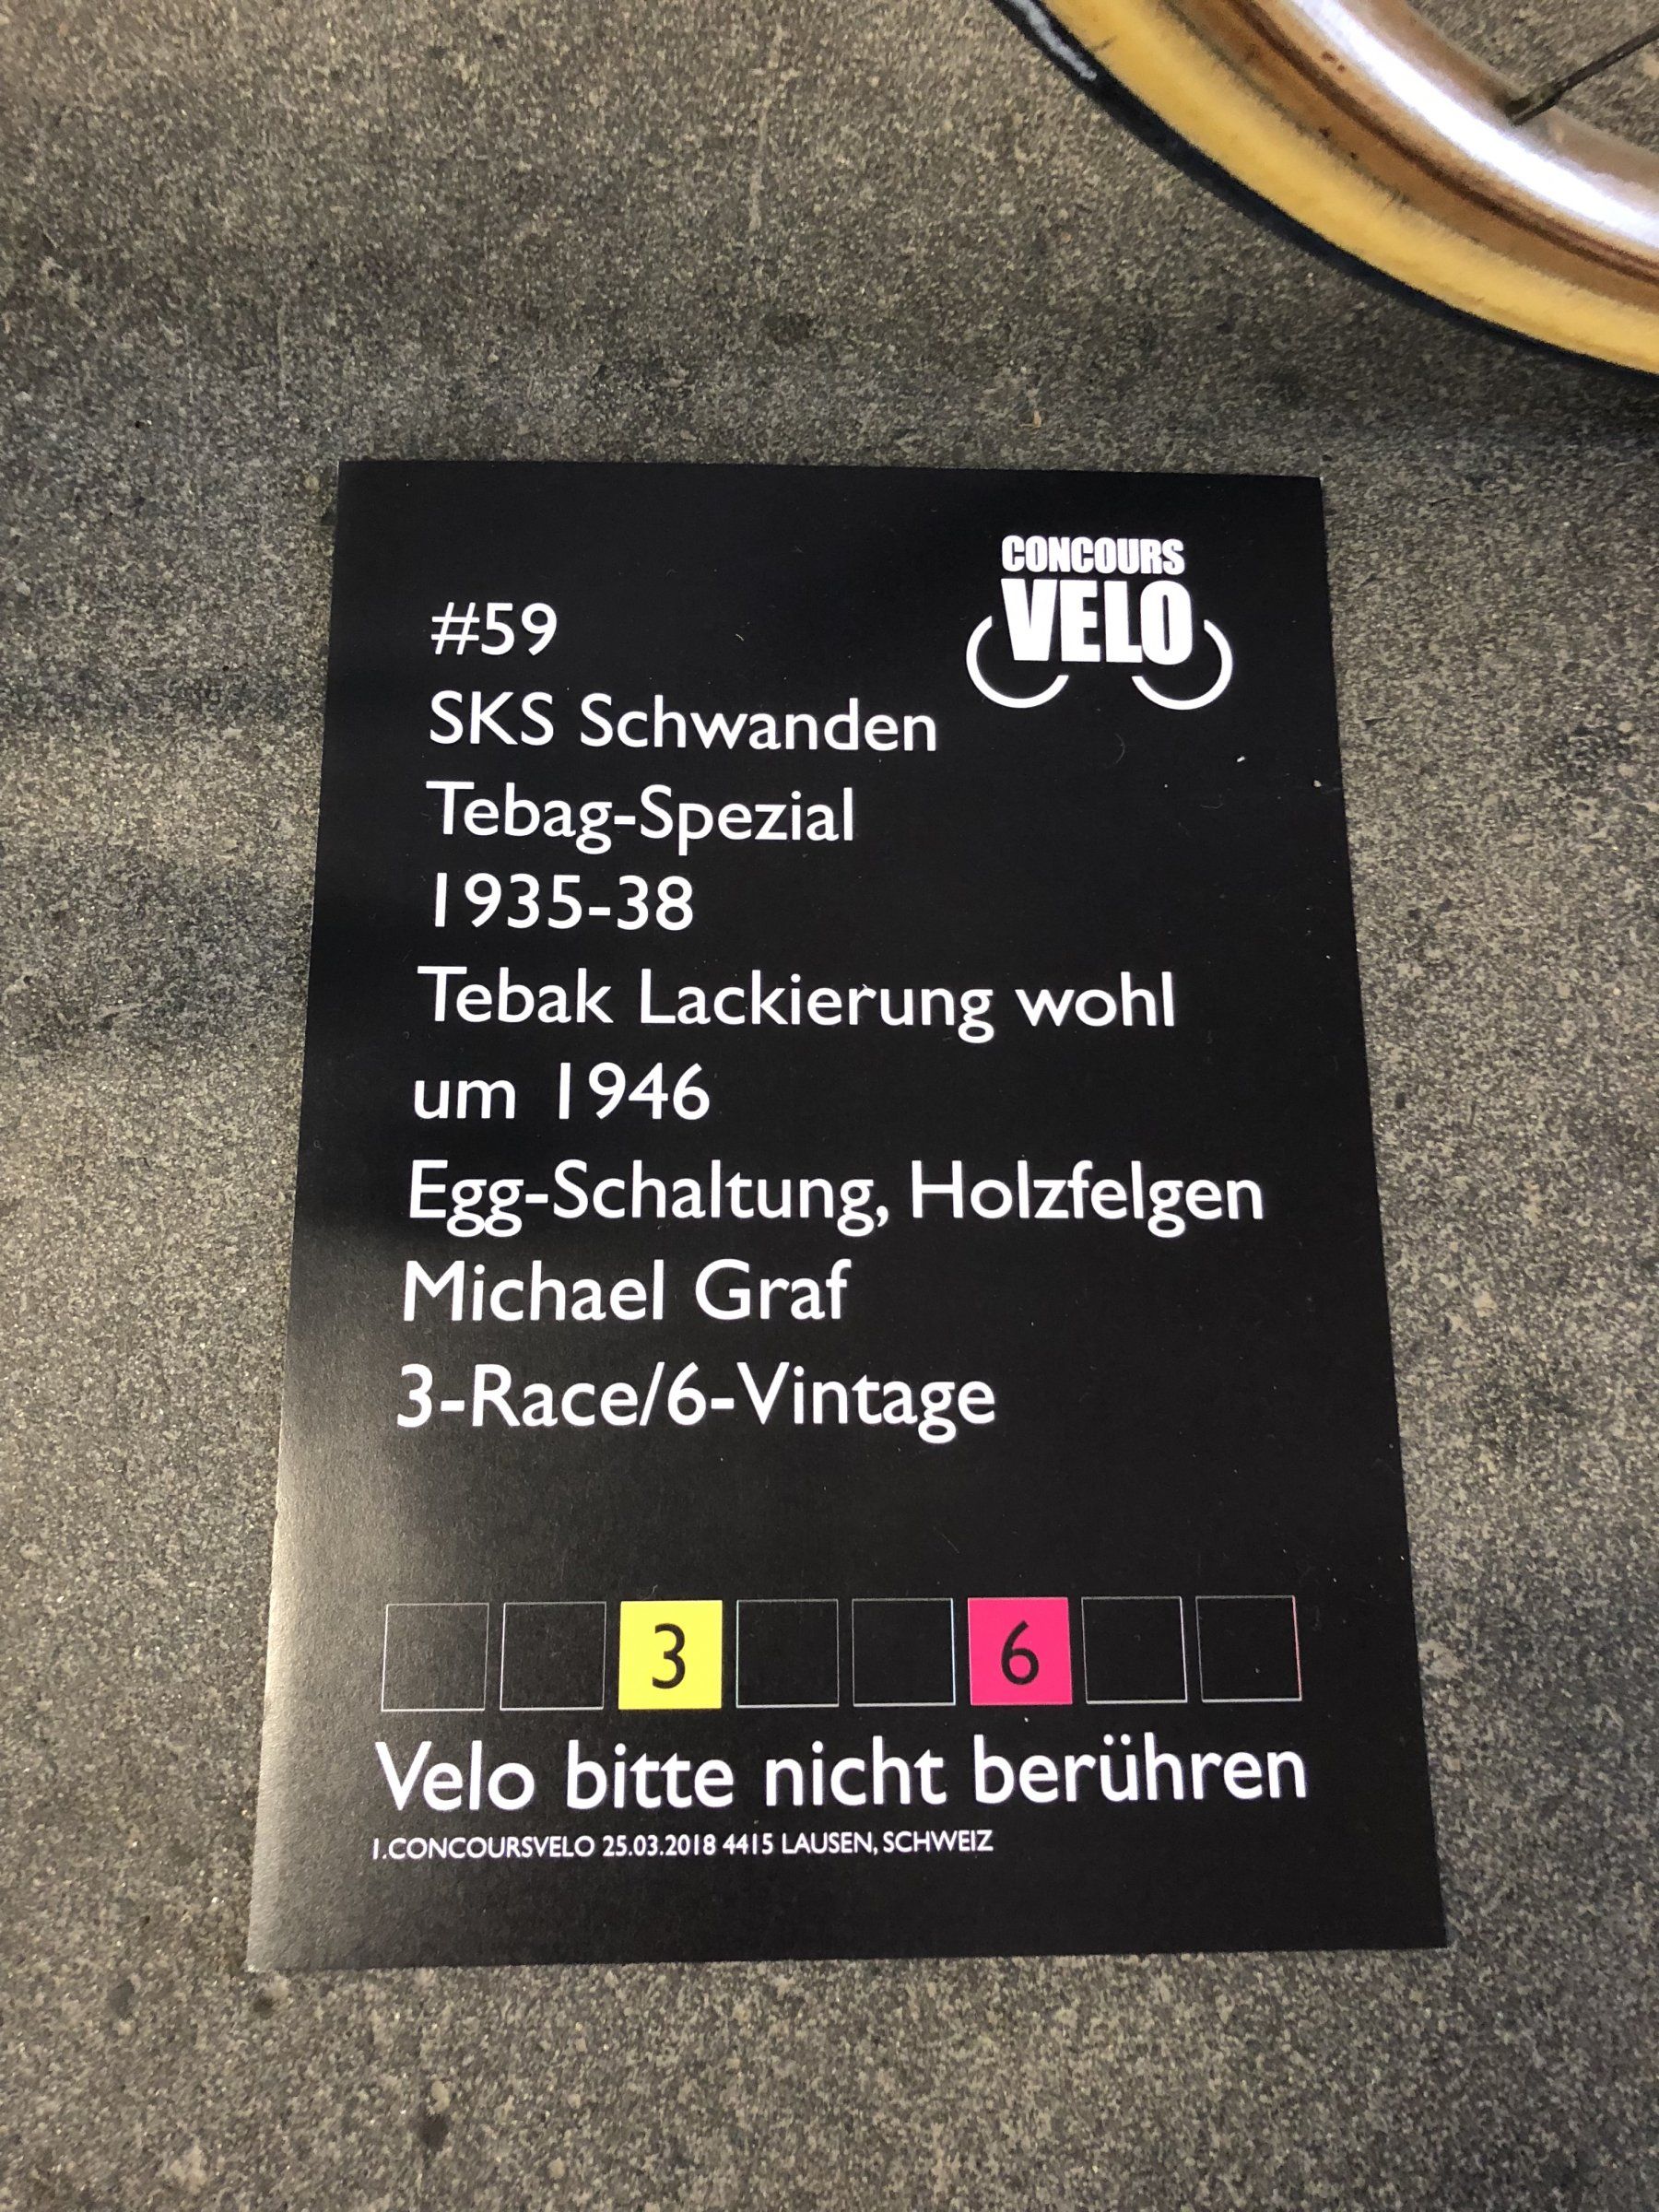 CONCOURS
VELO
#59
SKS Schwanden
Tebag-Spezial
1935-38
Tebak Lackierung wohl
um 1946
Egg-Schaltung, Holzfelgen
Michael Graf
3-Race/6-Vintage
3 6
Velo bitte nicht berühren
1.CONCOURSVELO 25.03.2018 4415 LAUSEN, SCHWEIZ